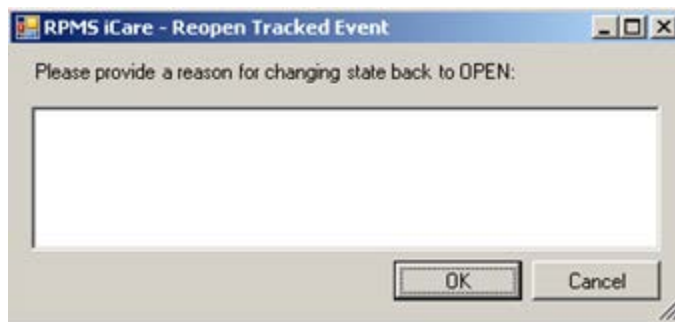 RPMS iCare - Reopen Tracked Event
Please provide a reason for changing state back to OPEN:
OK Cancel